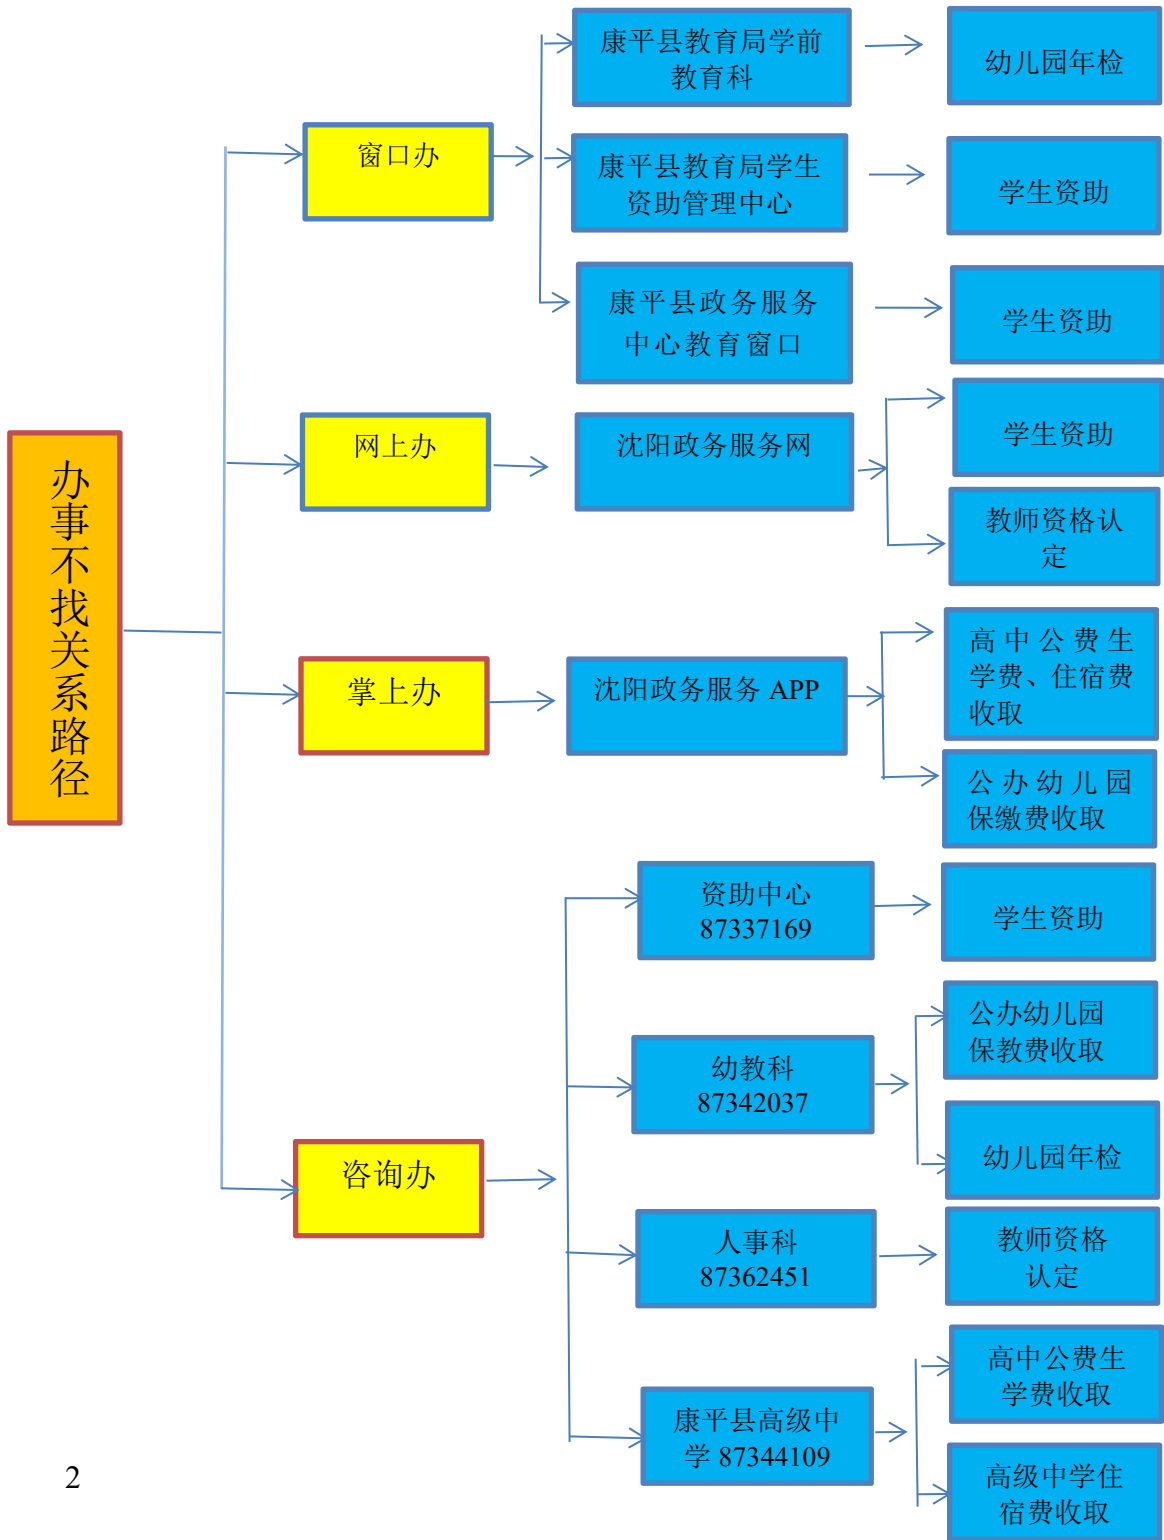 办事不找关系路径
窗口办
康平县教育局学前
教育科
幼儿园年检
康平县教育局学生
资助管理中心
学生资助
康平县政务服务
中心教育窗口
学生资助
网上办
沈阳政务服务网
学生资助
教师资格认
定
掌上办
沈阳政务服务 APP
高中公费生
学费、住宿费
收取
公办幼儿园
保缴费收取
咨询办
资助中心
87337169
学生资助
幼教科
87342037
公办幼儿园
保教费收取
幼儿园年检
人事科
87362451
教师资格
认定
康平县高级中
学 87344109
高中公费生
学费收取
高级中学住
宿费收取
2